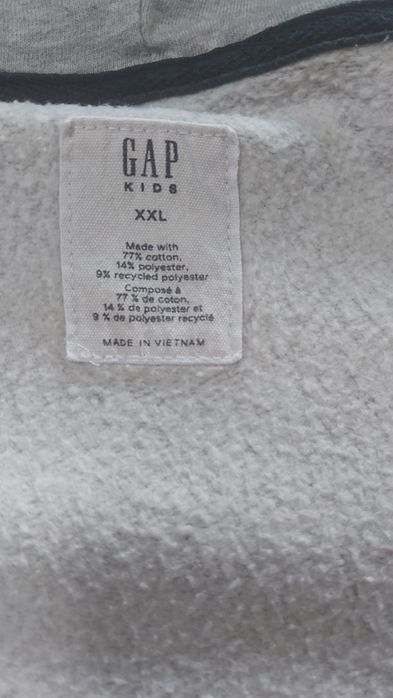 GAP
KIDS
XXL
Made with
77% cotton,
14% polyester,
9% recycled polyester
Composé à
77 % de coton,
14 % de polyester et
9 % de polyester recyclé
MADE IN VIETNAM